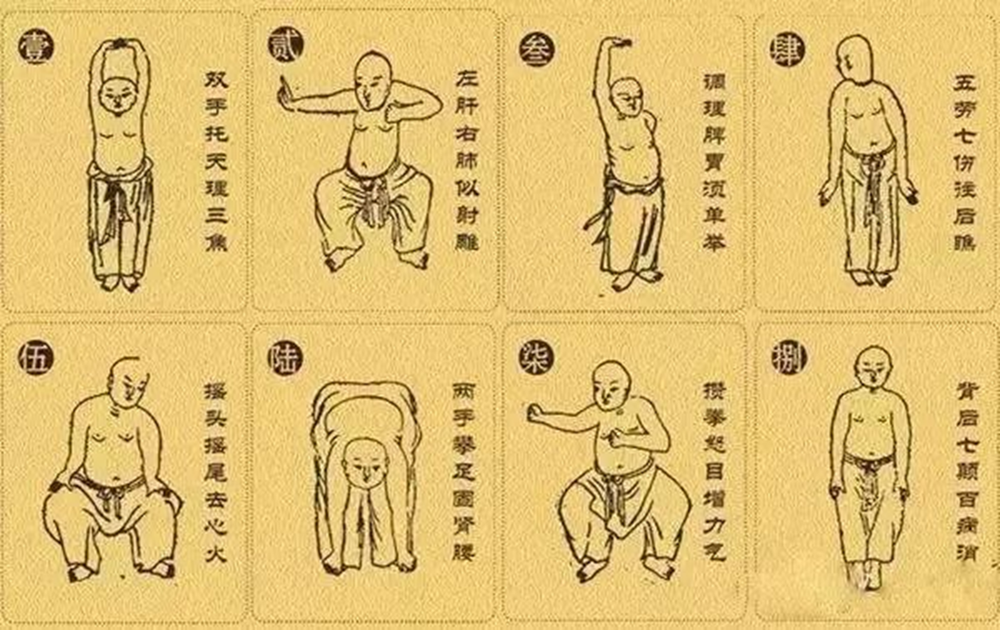 壹
双手托天理三焦
贰
左肝右肺似射雕
叁
调理脾胃须单举
肆
五劳七伤往后瞧
伍
摇头摇尾去心火
陆
两手攀足固肾腰
柒
攒拳怒目增力气
捌
背后七颠百病消